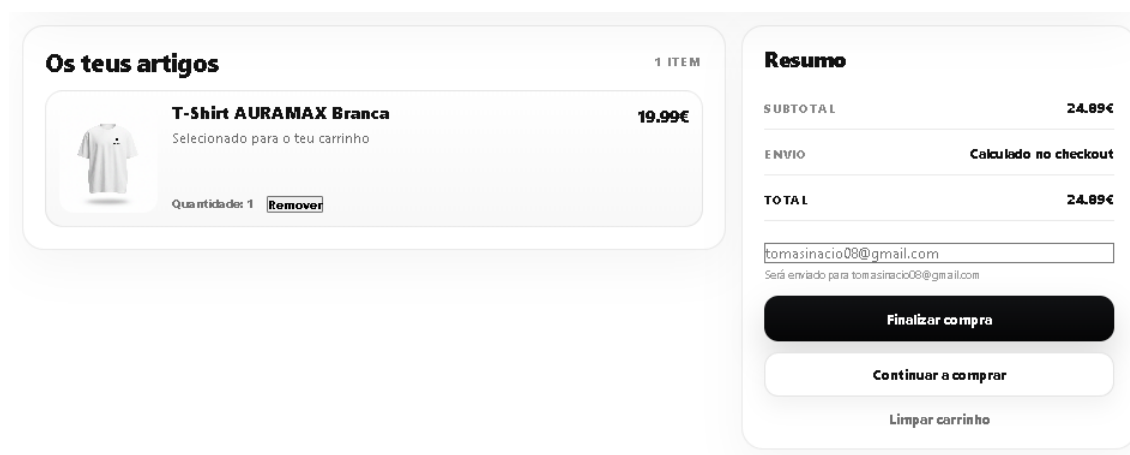 Os teus artigos
1 ITEM
T-Shirt AURAMAX Branca
19.99€
Selecionado para o teu carrinho
Quantidade: 1 Remover
Resumo
SUBTOTAL 24.89€
ENVIO Calculado no checkout
TOTAL 24.89€
tomasinacio08@gmail.com
Será enviado para tomasinacio08@gmail.com
Finalizar compra
Continuar a comprar
Limpar carrinho